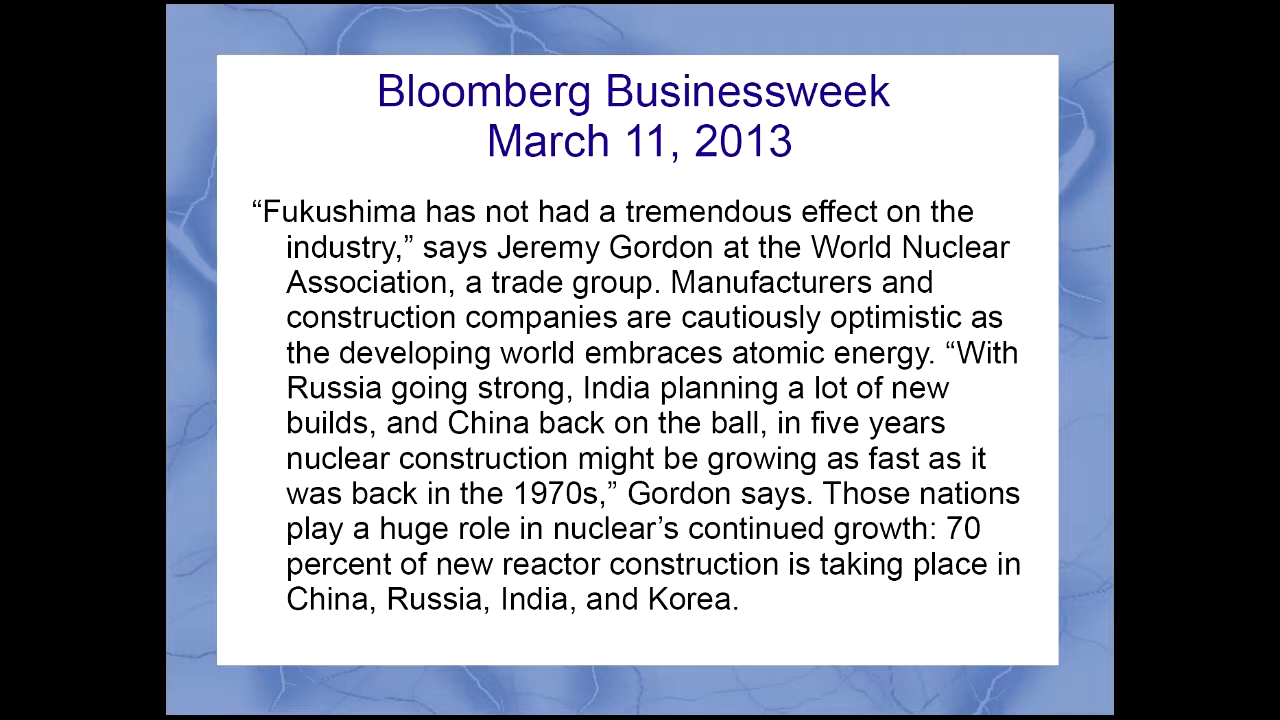 Bloomberg Businessweek
March 11, 2013
“Fukushima has not had a tremendous effect on the
industry,” says Jeremy Gordon at the World Nuclear
Association, a trade group. Manufacturers and
construction companies are cautiously optimistic as
the developing world embraces atomic energy. “With
Russia going strong, India planning a lot of new
builds, and China back on the ball, in five years
nuclear construction might be growing as fast as it
was back in the 1970s,” Gordon says. Those nations
play a huge role in nuclear’s continued growth: 70
percent of new reactor construction is taking place in
China, Russia, India, and Korea.